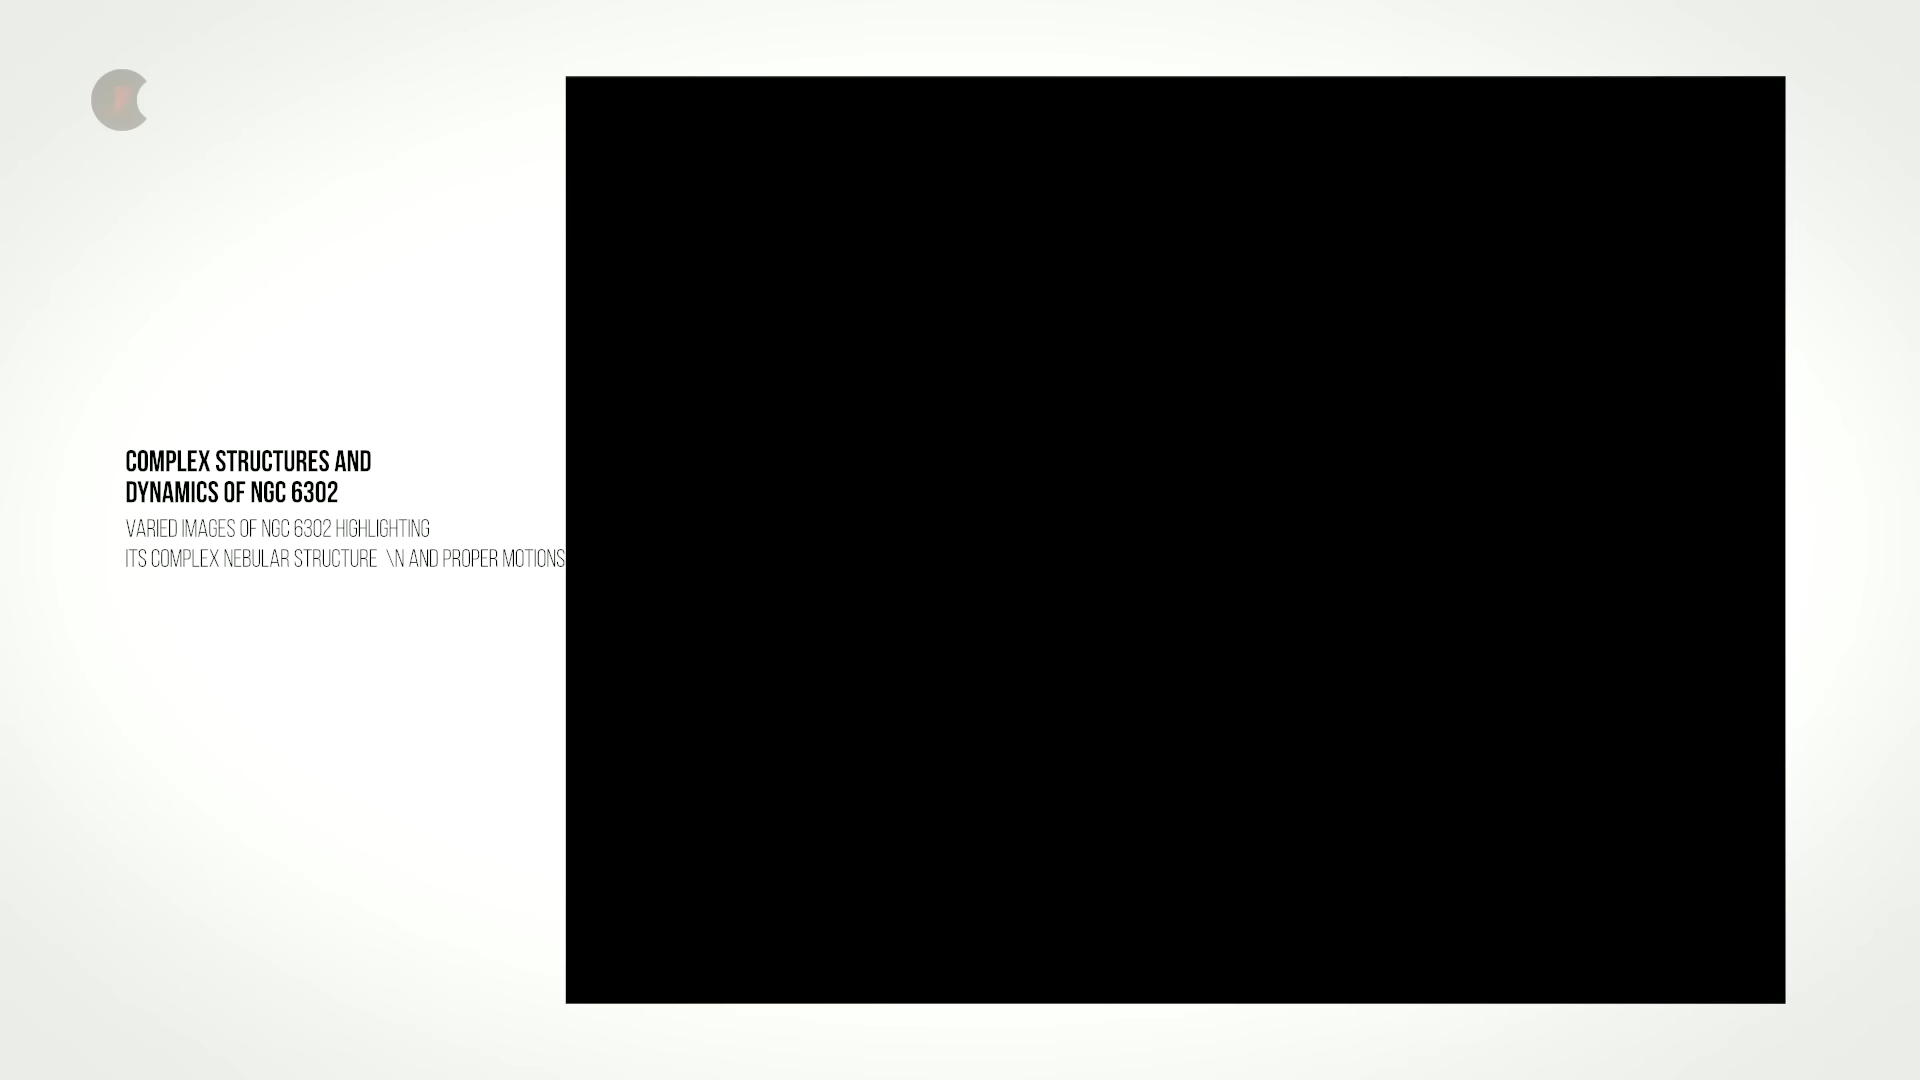 COMPLEX STRUCTURES AND
DYNAMICS OF NGC 6302
VARIED IMAGES OF NGC 6302 HIGHLIGHTING
ITS COMPLEX NEBULAR STRUCTURE \N AND PROPER MOTIONS